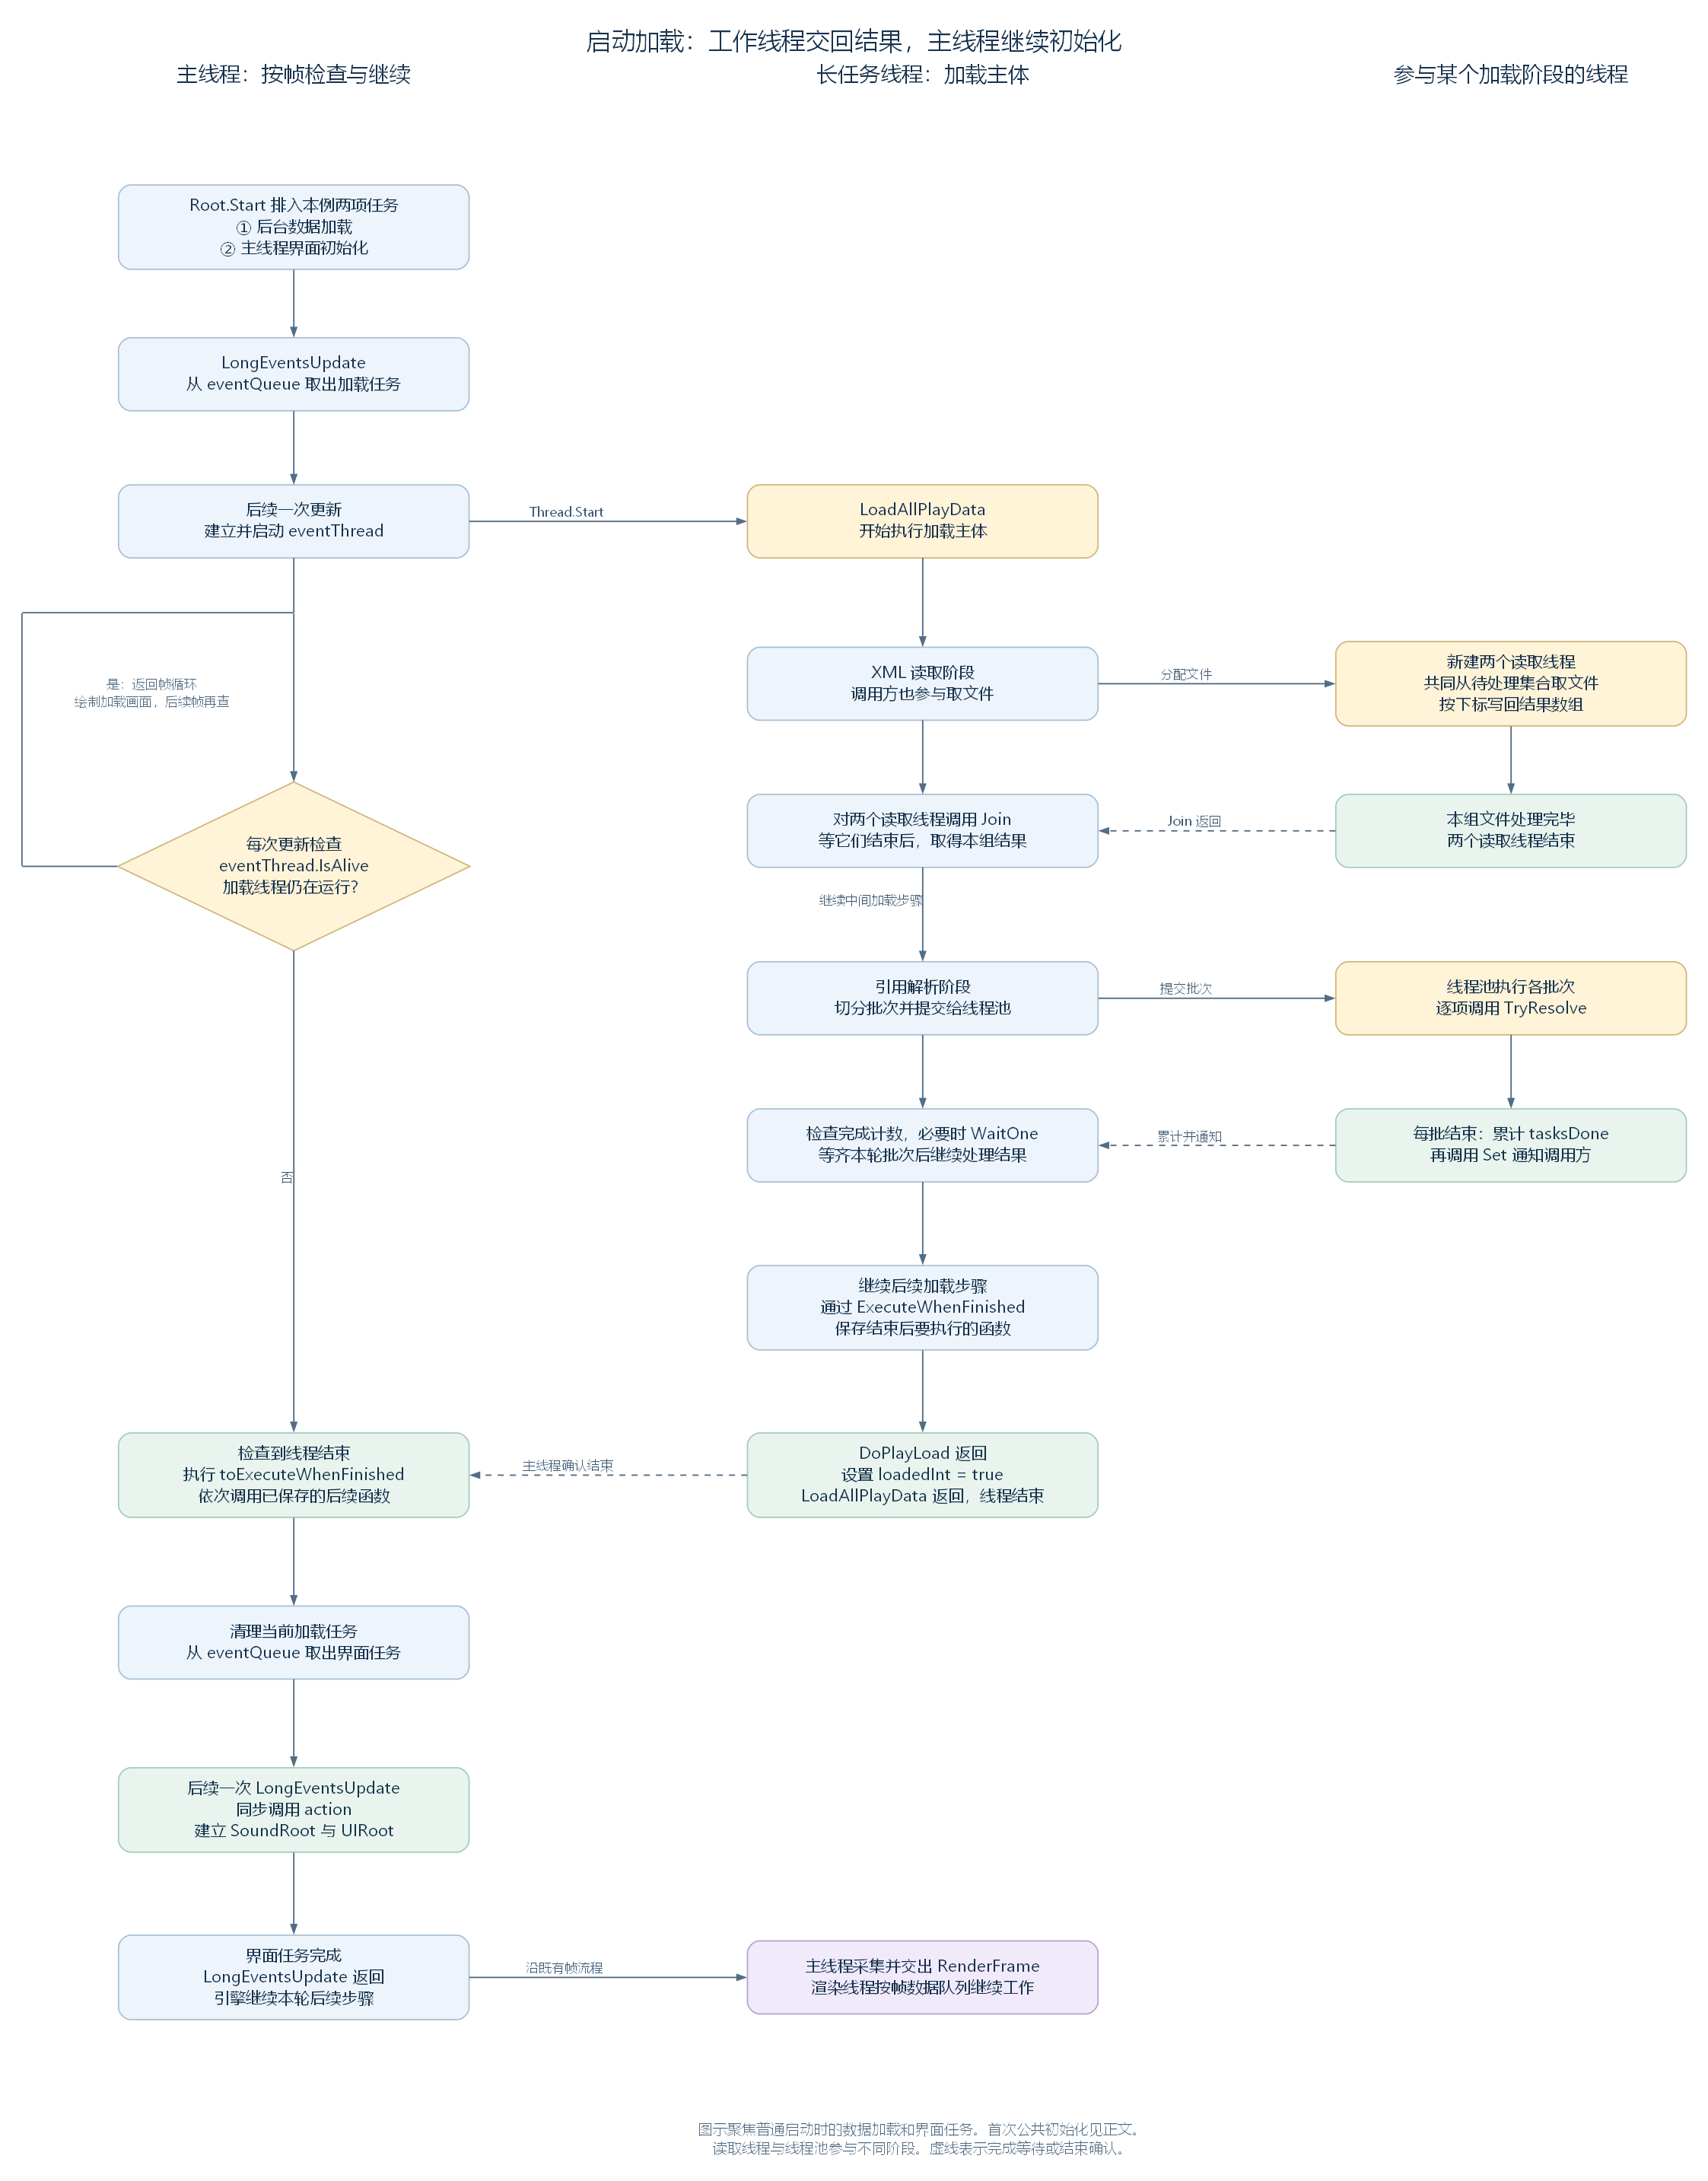 启动加载：工作线程交回结果，主线程继续初始化
主线程：按帧检查与继续
长任务线程：加载主体
参与某个加载阶段的线程
Root.Start 排入本例两项任务
① 后台数据加载
② 主线程界面初始化
LongEventsUpdate
从 eventQueue 取出加载任务
后续一次更新
建立并启动 eventThread
Thread.Start
LoadAllPlayData
开始执行加载主体
是：返回帧循环
绘制加载画面，后续帧再查
XML 读取阶段
调用方也参与取文件
分配文件
新建两个读取线程
共同从待处理集合取文件
按下标写回结果数组
每次更新检查
eventThread.IsAlive
加载线程仍在运行？
对两个读取线程调用 Join
等它们结束后，取得本组结果
Join 返回
本组文件处理完毕
两个读取线程结束
继续中间加载步骤
引用解析阶段
切分批次并提交给线程池
提交批次
线程池执行各批次
逐项调用 TryResolve
检查完成计数，必要时 WaitOne
等齐本轮批次后继续处理结果
累计并通知
每批结束：累计 tasksDone
再调用 Set 通知调用方
否
继续后续加载步骤
通过 ExecuteWhenFinished
保存结束后要执行的函数
检查到线程结束
执行 toExecuteWhenFinished
依次调用已保存的后续函数
主线程确认结束
DoPlayLoad 返回
设置 loadedInt = true
LoadAllPlayData 返回，线程结束
清理当前加载任务
从 eventQueue 取出界面任务
后续一次 LongEventsUpdate
同步调用 action
建立 SoundRoot 与 UIRoot
界面任务完成
LongEventsUpdate 返回
引擎继续本轮后续步骤
沿既有帧流程
主线程采集并交出 RenderFrame
渲染线程按帧数据队列继续工作
图示聚焦普通启动时的数据加载和界面任务。首次公共初始化见正文。
读取线程与线程池参与不同阶段。虚线表示完成等待或结束确认。